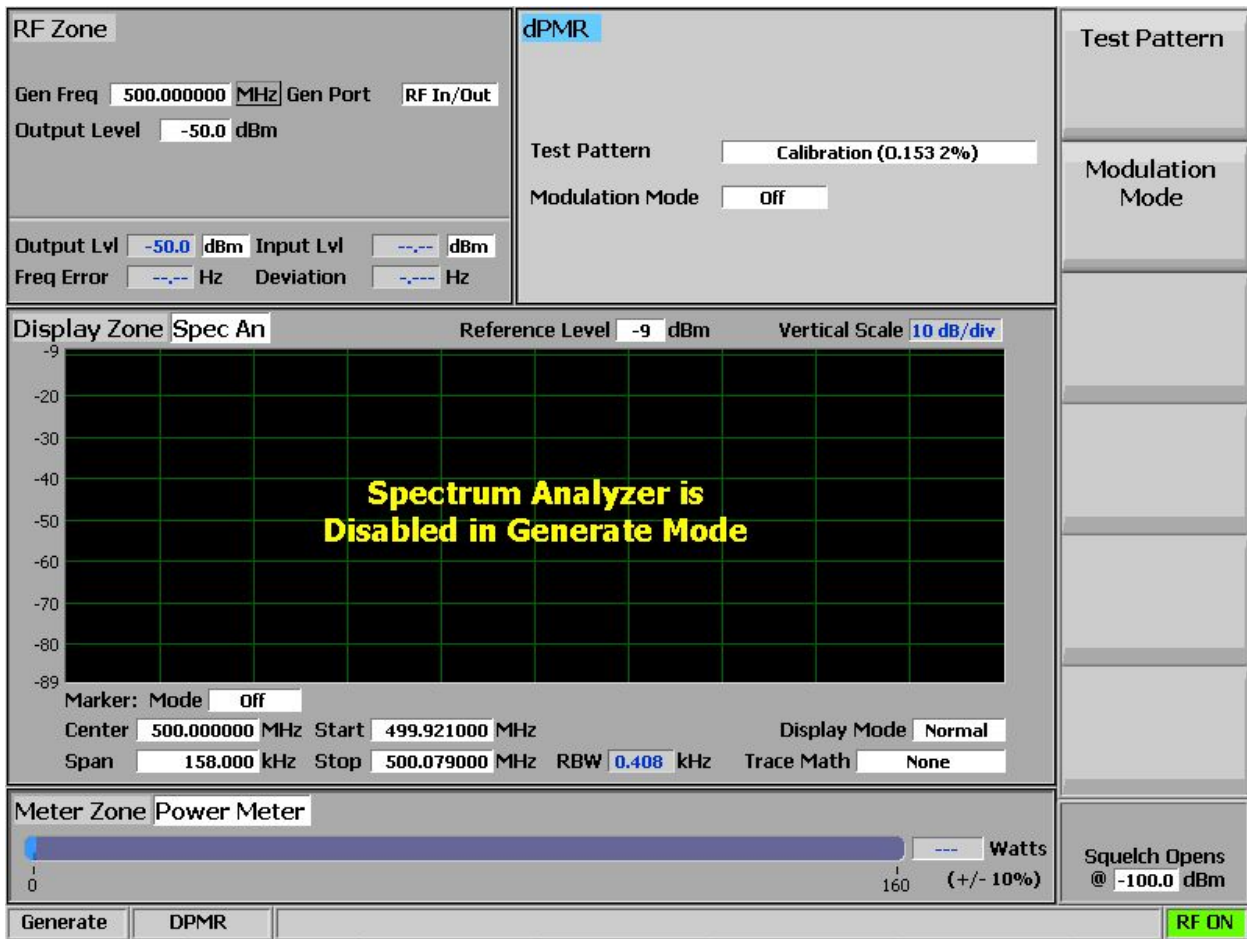 RF Zone
Gen Freq 500.000000 MHz Gen Port RF In/Out
Output Level -50.0 dBm
Output Lvl -50.0 dBm Input Lvl --.-- dBm
Freq Error --.-- Hz Deviation -.--- Hz
dPMR
Test Pattern Calibration (0.153 2%)
Modulation Mode Off
Test Pattern
Modulation
Mode
Display Zone Spec An Reference Level -9 dBm Vertical Scale 10 dB/div
-9
-20
-30
-40
-50
-60
-70
-80
-89
Spectrum Analyzer is
Disabled in Generate Mode
Marker: Mode Off
Center 500.000000 MHz Start 499.921000 MHz Display Mode Normal
Span 158.000 kHz Stop 500.079000 MHz RBW 0.408 kHz Trace Math None
Meter Zone Power Meter
--- Watts
0 160 (+/- 10%)
Squelch Opens
@ -100.0 dBm
Generate DPMR RF ON